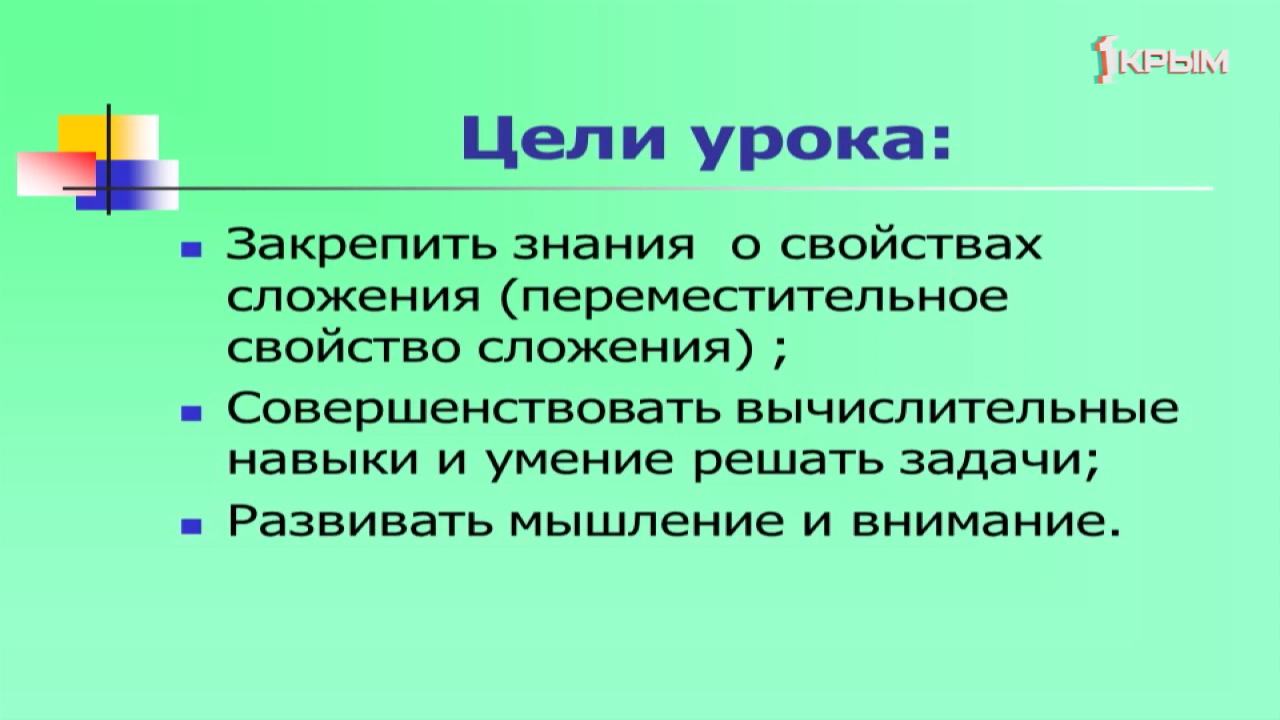 1КРЫМ
Цели урока:
Закрепить знания о свойствах
сложения (переместительное
свойство сложения) ;
Совершенствовать вычислительные
навыки и умение решать задачи;
Развивать мышление и внимание.